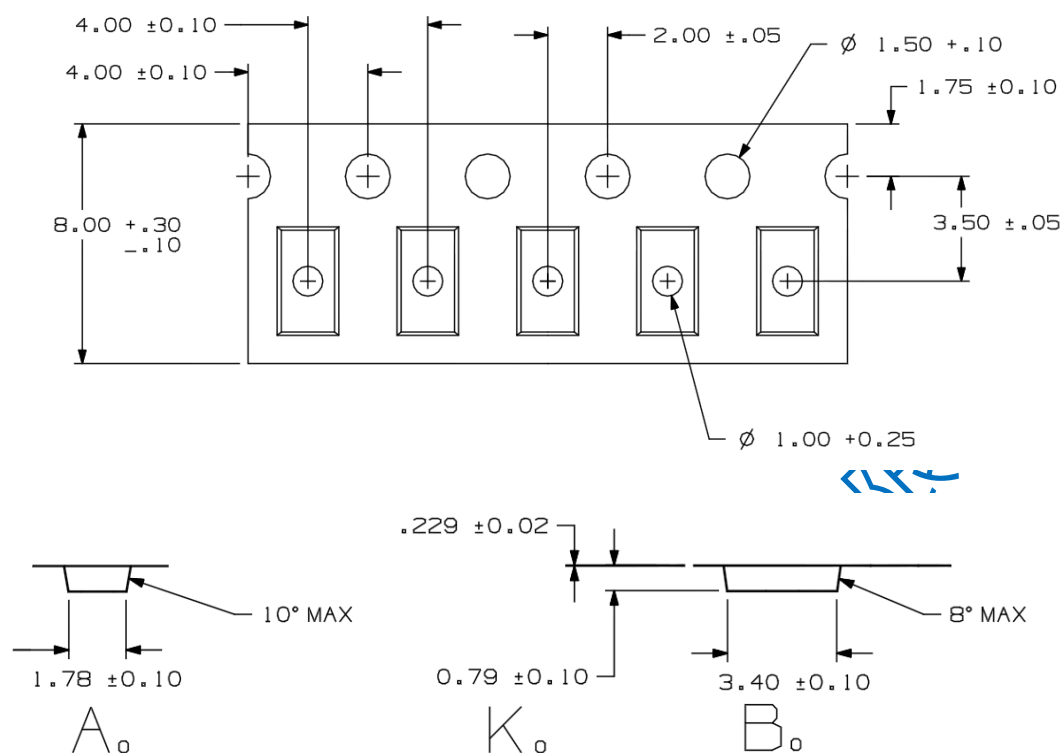 4.00 ±0.10
2.00 ±.05
Ø 1.50 +.10
4.00 ±0.10
1.75 ±0.10
8.00 +.30
-.10
3.50 ±.05
Ø 1.00 +0.25
.229 ±0.02
10° MAX
8° MAX
1.78 ±0.10
0.79 ±0.10
3.40 ±0.10
A₀
K₀
B₀